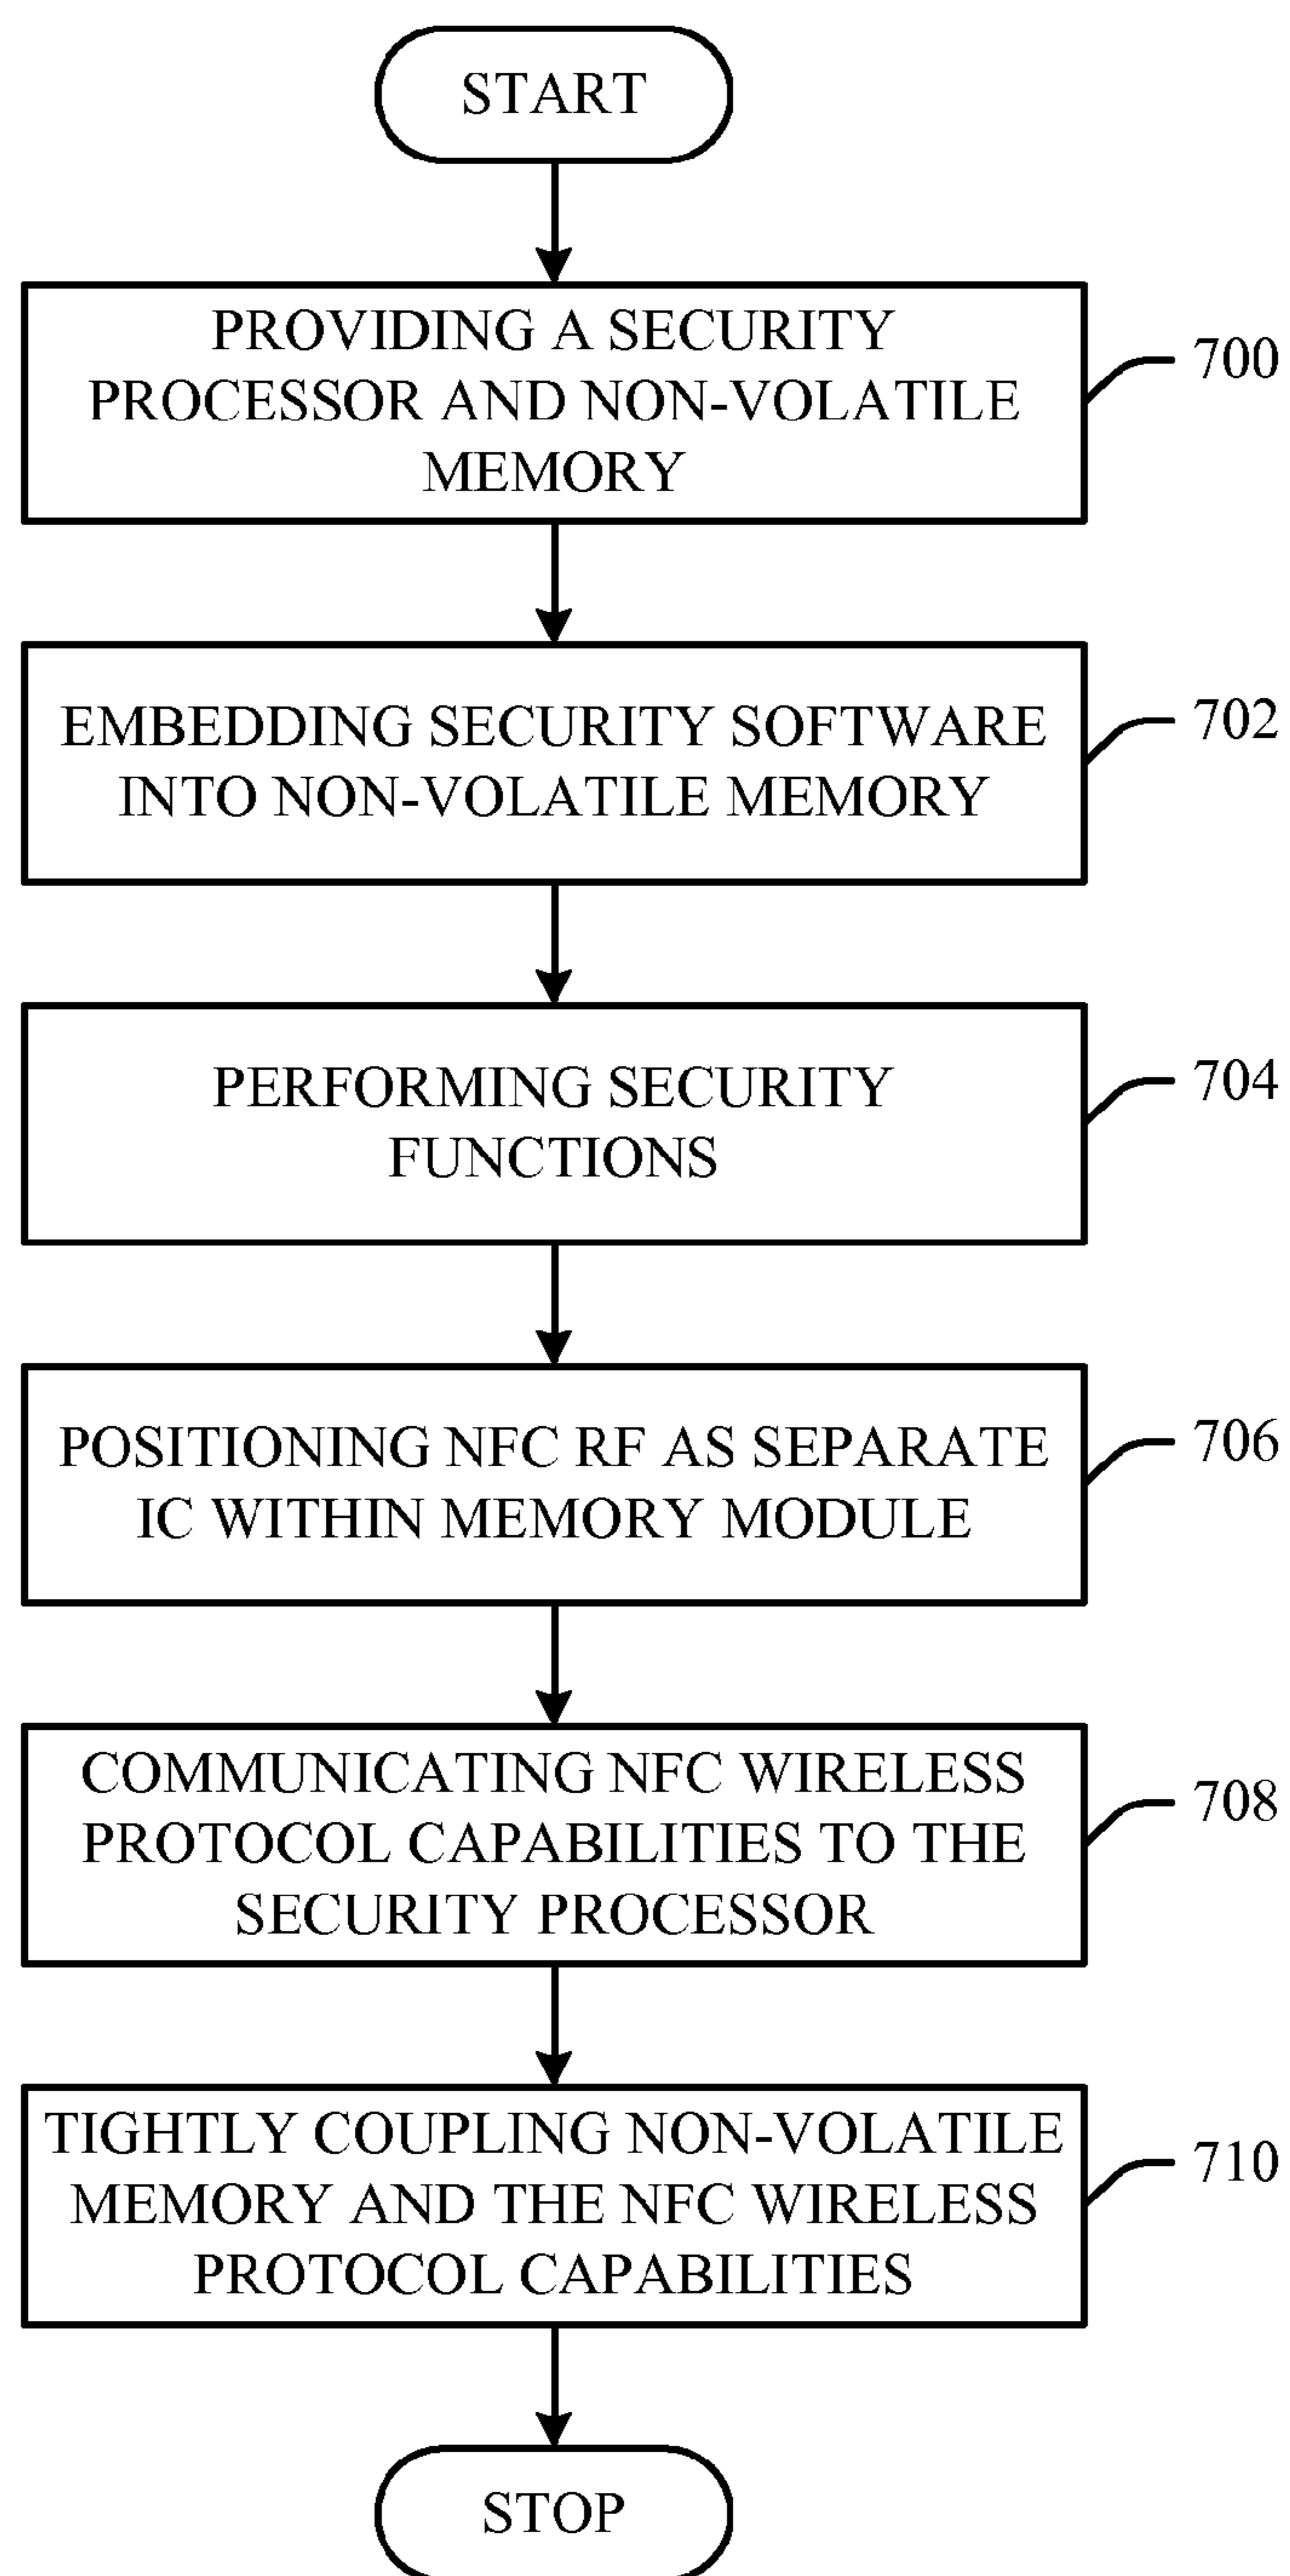 START
PROVIDING A SECURITY
PROCESSOR AND NON-VOLATILE
MEMORY
700
EMBEDDING SECURITY SOFTWARE
INTO NON-VOLATILE MEMORY
702
PERFORMING SECURITY
FUNCTIONS
704
POSITIONING NFC RF AS SEPARATE
IC WITHIN MEMORY MODULE
706
COMMUNICATING NFC WIRELESS
PROTOCOL CAPABILITIES TO THE
SECURITY PROCESSOR
708
TIGHTLY COUPLING NON-VOLATILE
MEMORY AND THE NFC WIRELESS
PROTOCOL CAPABILITIES
710
STOP